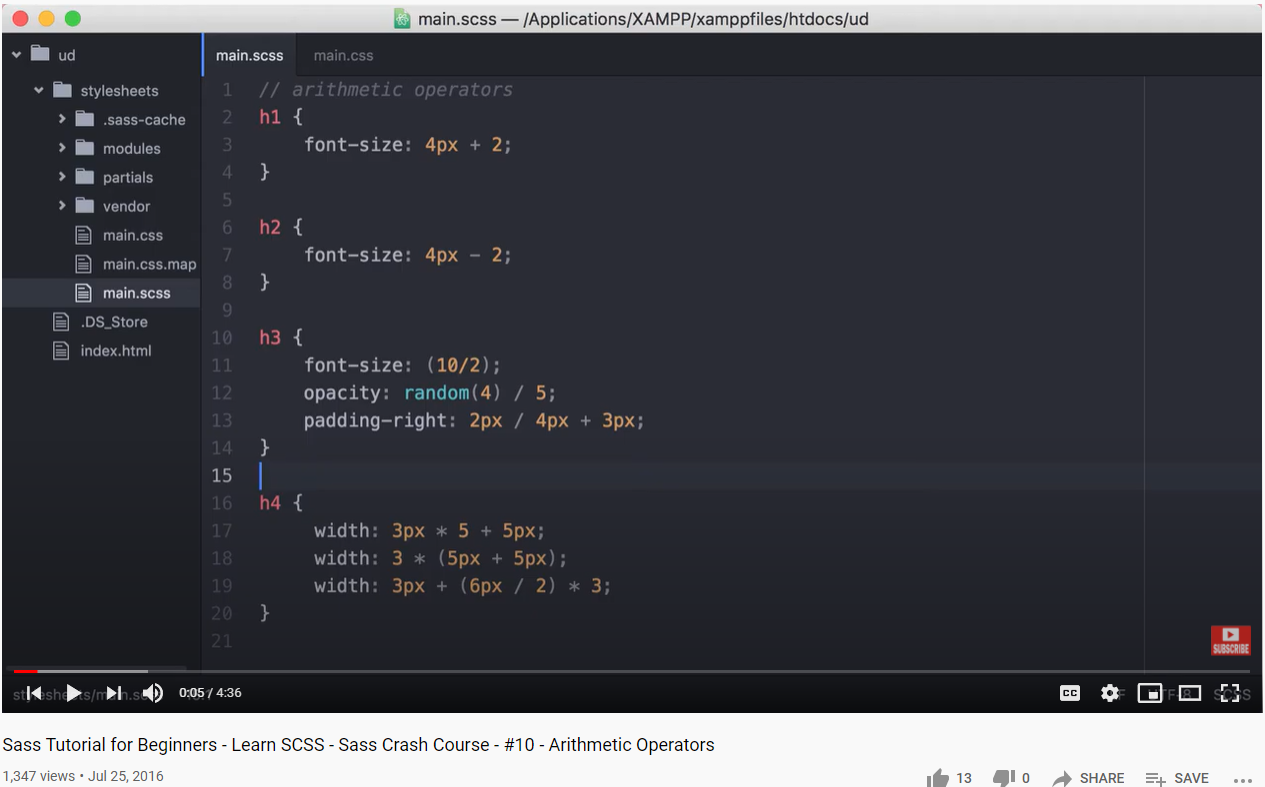 main.scss — /Applications/XAMPP/xamppfiles/htdocs/ud
ud
stylesheets
.sass-cache
modules
partials
vendor
main.css
main.css.map
main.scss
.DS_Store
index.html
main.scss main.css
1 // arithmetic operators
2 h1 {
3 font-size: 4px + 2;
4 }
5
6 h2 {
7 font-size: 4px - 2;
8 }
9
10 h3 {
11 font-size: (10/2);
12 opacity: random(4) / 5;
13 padding-right: 2px / 4px + 3px;
14 }
15
16 h4 {
17 width: 3px * 5 + 5px;
18 width: 3 * (5px + 5px);
19 width: 3px + (6px / 2) * 3;
20 }
21
SUBSCRIBE
0:05 / 4:36
CC
SCSS
Sass Tutorial for Beginners - Learn SCSS - Sass Crash Course - #10 - Arithmetic Operators
1,347 views • Jul 25, 2016
13 0 SHARE SAVE